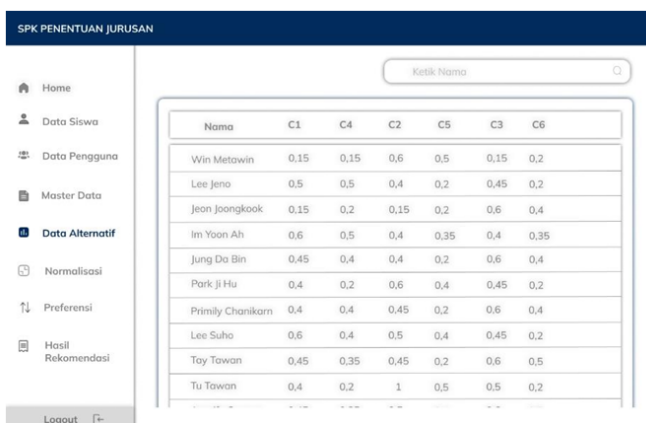 SPK PENENTUAN JURUSAN
Ketik Nama
Home
Data Siswa
Data Pengguna
Master Data
Data Alternatif
Normalisasi
Preferensi
Hasil
Rekomendasi
Logout
Nama C1 C4 C2 C5 C3 C6
Win Metawin 0,15 0,15 0,6 0,5 0,15 0,2
Lee Jeno 0,5 0,5 0,4 0,2 0,45 0,2
Jeon Joongkook 0,15 0,2 0,15 0,2 0,6 0,4
Im Yoon Ah 0,6 0,5 0,4 0,35 0,4 0,35
Jung Da Bin 0,45 0,4 0,4 0,2 0,6 0,4
Park Ji Hu 0,4 0,2 0,6 0,4 0,45 0,2
Primily Chanikarn 0,4 0,4 0,45 0,2 0,6 0,4
Lee Suho 0,6 0,4 0,5 0,4 0,45 0,2
Tay Tawan 0,45 0,35 0,45 0,2 0,6 0,5
Tu Tawon 0,4 0,2 1 0,5 0,5 0,2